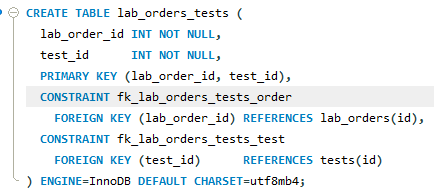 CREATE TABLE lab_orders_tests (
lab_order_id INT NOT NULL,
test_id      INT NOT NULL,
PRIMARY KEY (lab_order_id, test_id),
CONSTRAINT fk_lab_orders_tests_order
FOREIGN KEY (lab_order_id) REFERENCES lab_orders(id),
CONSTRAINT fk_lab_orders_tests_test
FOREIGN KEY (test_id)      REFERENCES tests(id)
) ENGINE=InnoDB DEFAULT CHARSET=utf8mb4;